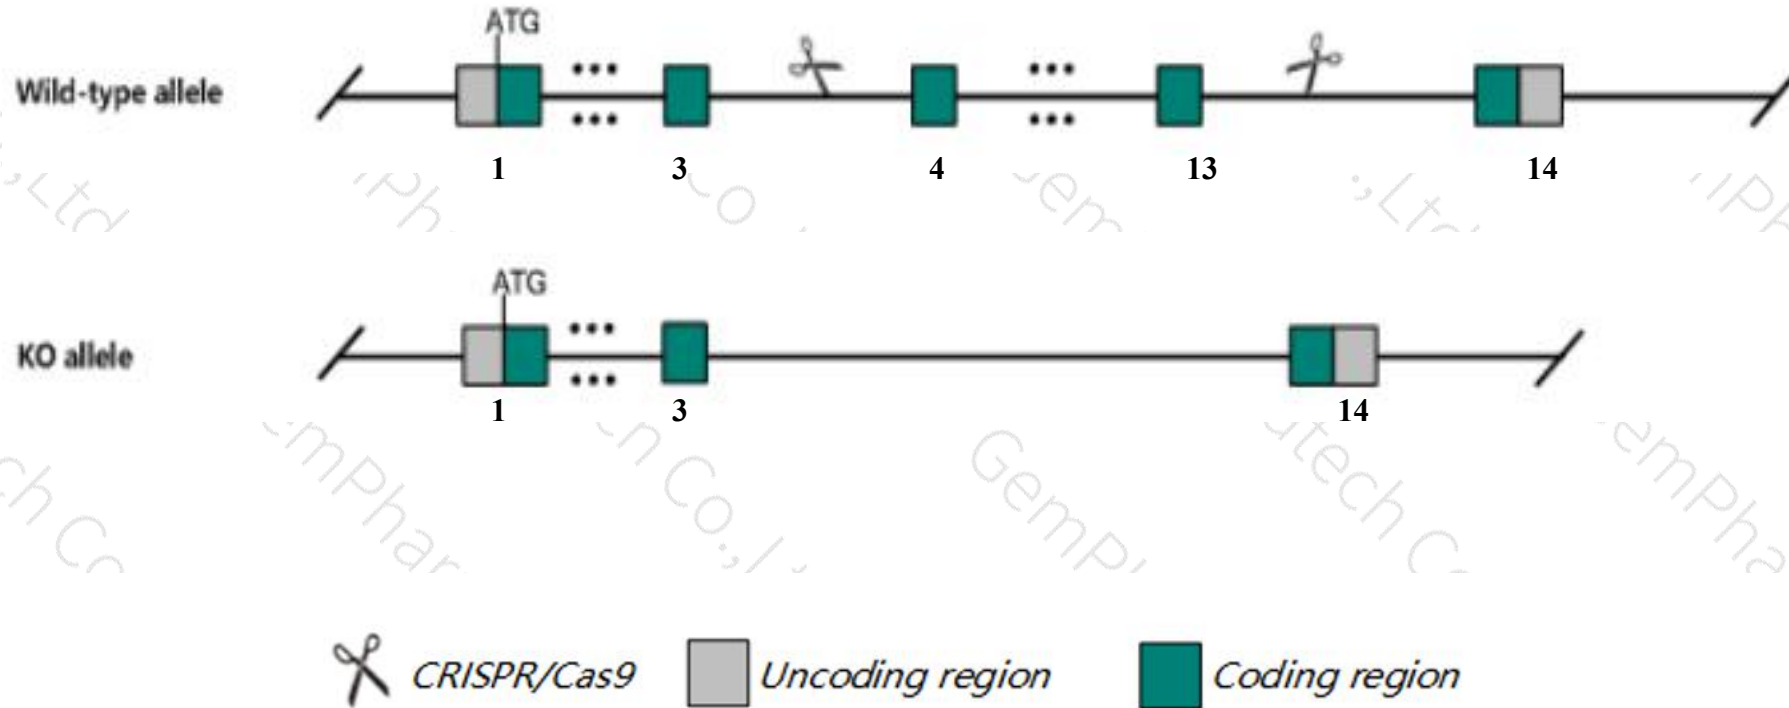 ATG
Wild-type allele
1 3 4 13 14
ATG
KO allele
1 3 14
CRISPR/Cas9 Uncoding region Coding region